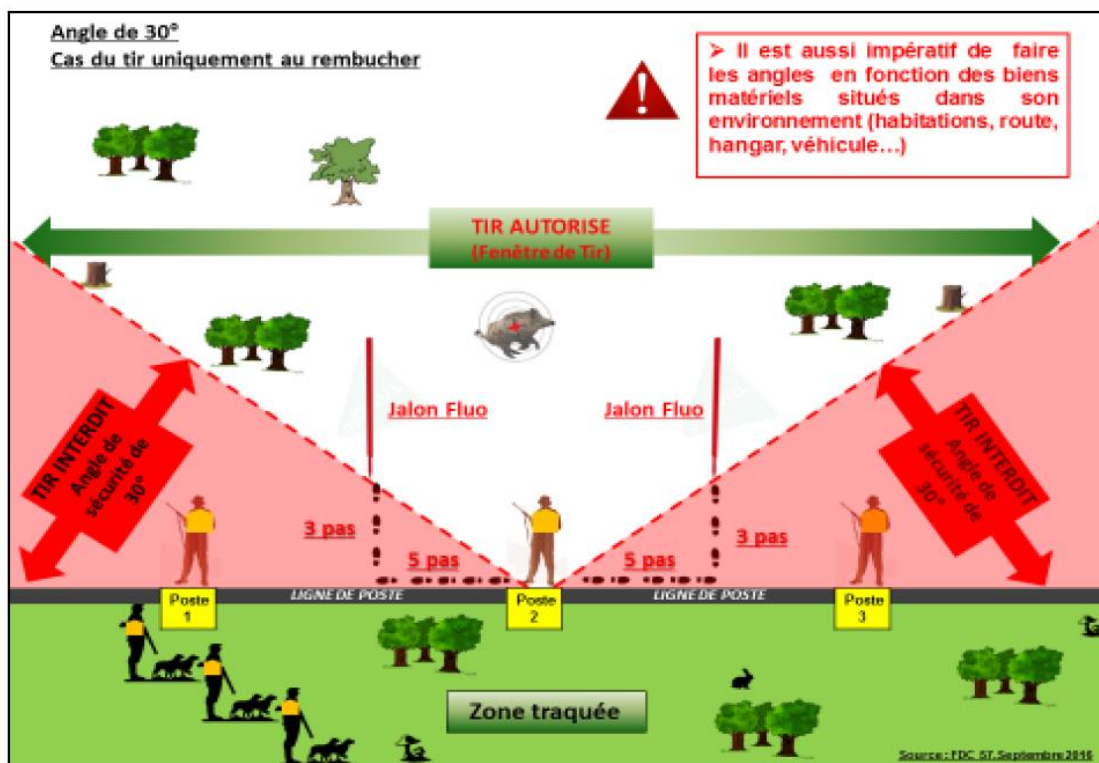 Angle de 30°
Cas du tir uniquement au rembucher
➢ Il est aussi impératif de faire
les angles en fonction des biens
matériels situés dans son
environnement (habitations, route,
hangar, véhicule…)
!
TIR AUTORISE
(Fenêtre de Tir)
Jalon Fluo
Jalon Fluo
TIR INTERDIT
Angle de
sécurité de
30°
TIR INTERDIT
Angle de
sécurité de
30°
3 pas
5 pas
5 pas
3 pas
LIGNE DE POSTE
LIGNE DE POSTE
Poste
1
Poste
2
Poste
3
Zone traquée
Source : FDC 57, Septembre 2016